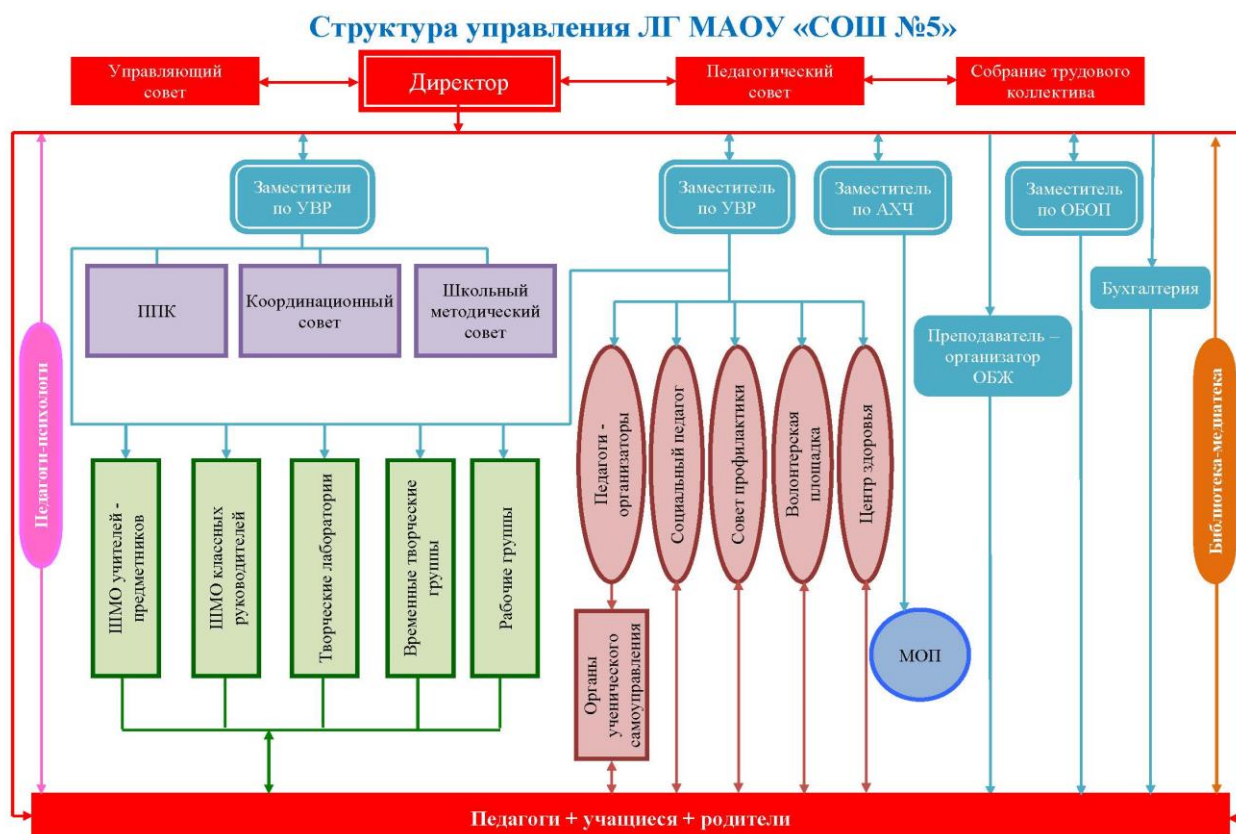 Структура управления ЛГ МАОУ «СОШ №5»
Управляющий
совет
Директор
Педагогический
совет
Собрание трудового
коллектива
Заместители
по УВР
Заместитель
по УВР
Заместитель
по АХЧ
Заместитель
по ОБОП
ППК
Координационный
совет
Школьный
методический
совет
Бухгалтерия
Преподаватель –
организатор
ОБЖ
Педагоги-психологи
Педагоги -
организаторы
Социальный педагог
Совет профилактики
Волонтерская
площадка
Центр здоровья
Библиотека-медиатека
ШМО учителей -
предметников
ШМО классных
руководителей
Творческие лаборатории
Временные творческие
группы
Рабочие группы
Органы
ученического
самоуправления
МОП
Педагоги + учащиеся + родители